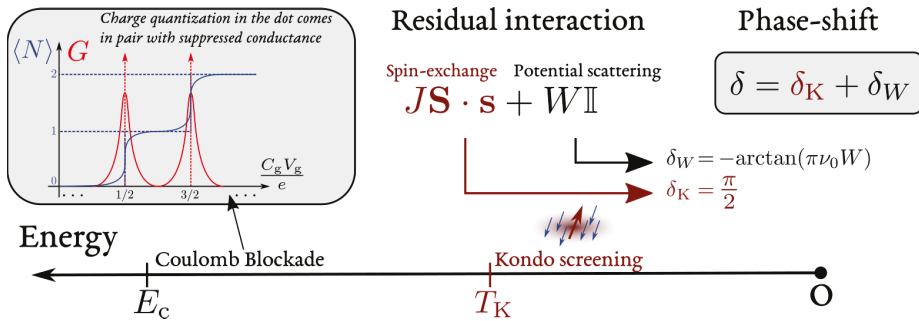 Charge quantization in the dot comes
in pair with suppressed conductance
⟨N⟩ G
2
1
0
1/2 3/2
C_g V_g / e
. . . . . .
Residual interaction
Spin-exchange Potential scattering
J𝐒 · 𝐬 + W𝕀
Phase-shift
δ = δ_K + δ_W
δ_W = −arctan(πν₀W)
δ_K = π/2
Energy
Coulomb Blockade
Kondo screening
E_c T_K 0